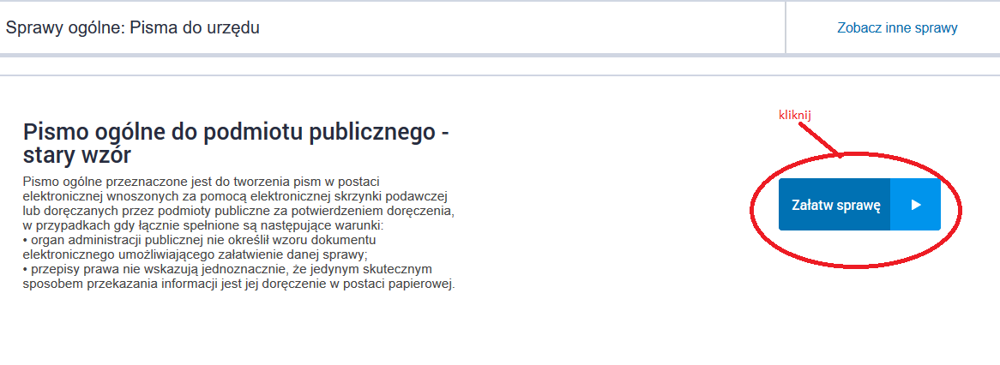 Sprawy ogólne: Pisma do urzędu
Zobacz inne sprawy
kliknij
Pismo ogólne do podmiotu publicznego -
stary wzór
Pismo ogólne przeznaczone jest do tworzenia pism w postaci
elektronicznej wnoszonych za pomocą elektronicznej skrzynki podawczej
lub doręczanych przez podmioty publiczne za potwierdzeniem doręczenia,
w przypadkach gdy łącznie spełnione są następujące warunki:
• organ administracji publicznej nie określił wzoru dokumentu
elektronicznego umożliwiającego załatwienie danej sprawy;
• przepisy prawa nie wskazują jednoznacznie, że jedynym skutecznym
sposobem przekazania informacji jest jej doręczenie w postaci papierowej.
Załatw sprawę